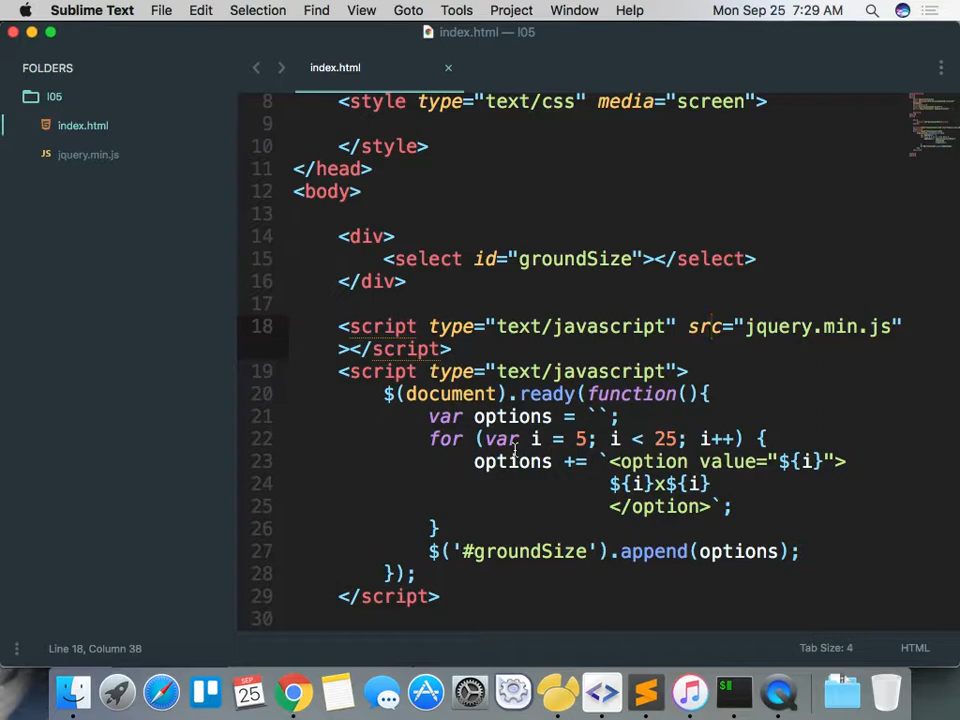 Sublime Text File Edit Selection Find View Goto Tools Project Window Help Mon Sep 25 7:29 AM
index.html — l05
FOLDERS
l05
index.html
JS jquery.min.js
index.html ×
8 <style type="text/css" media="screen">
9
10 </style>
11 </head>
12 <body>
13
14 <div>
15 <select id="groundSize"></select>
16 </div>
17
18 <script type="text/javascript" src="jquery.min.js"
></script>
19 <script type="text/javascript">
20 $(document).ready(function(){
21 var options = ``;
22 for (var i = 5; i < 25; i++) {
23 options += `<option value="${i}">
24 ${i}x${i}
25 </option>`;
26 }
27 $('#groundSize').append(options);
28 });
29 </script>
30
Line 18, Column 38 Tab Size: 4 HTML
SEP
25
$